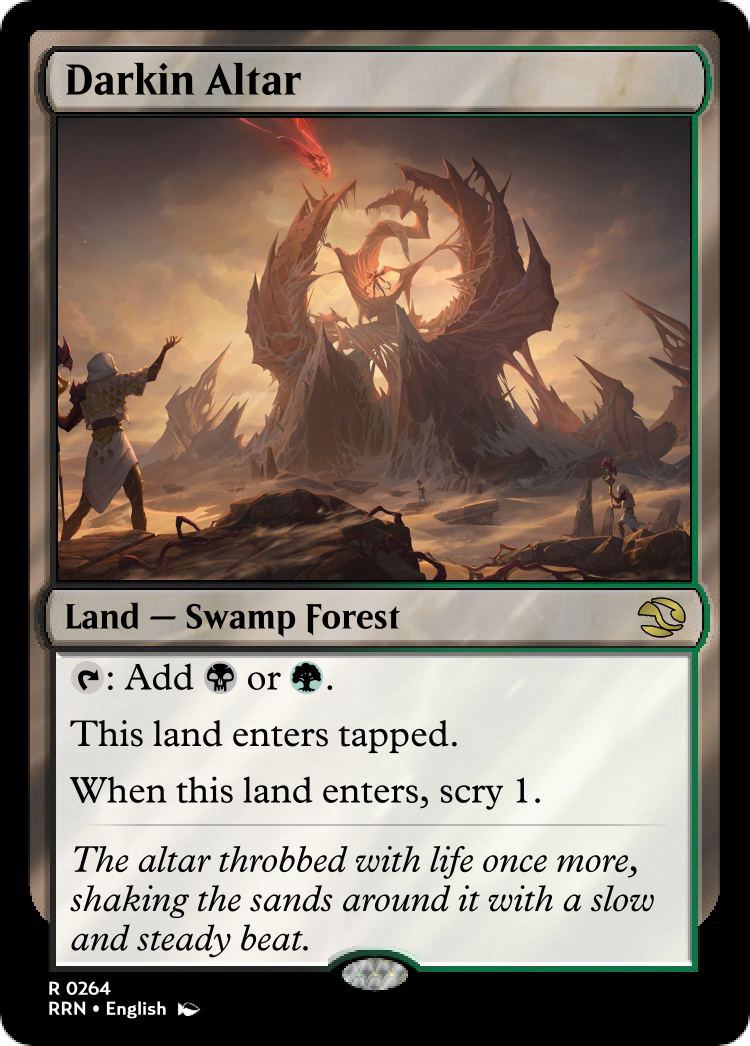 Darkin Altar
Land — Swamp Forest
: Add or .
This land enters tapped.
When this land enters, scry 1.
The altar throbbed with life once more,
shaking the sands around it with a slow
and steady beat.
R 0264
RRN • English